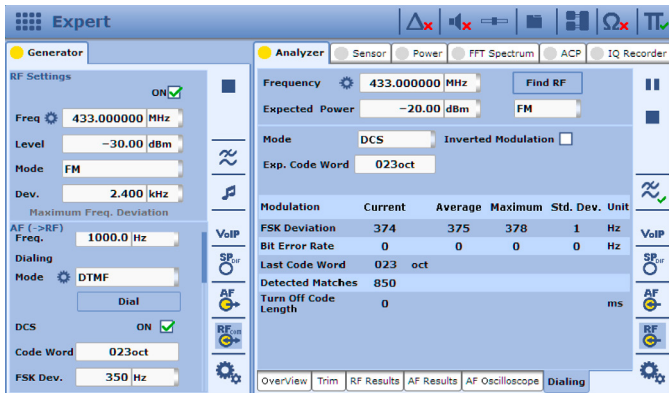 Expert
Generator
RF Settings
ON
Freq 433.000000 MHz
Level -30.00 dBm
Mode FM
Dev. 2.400 kHz
Maximum Freq. Deviation
AF (->RF)
Freq. 1000.0 Hz
Dialing
Mode DTMF
Dial
DCS ON
Code Word 023oct
FSK Dev. 350 Hz
VoIP
SPDIF
AF
RFcom
Analyzer Sensor Power FFT Spectrum ACP IQ Recorder
Frequency 433.000000 MHz Find RF
Expected Power -20.00 dBm FM
Mode DCS Inverted Modulation
Exp. Code Word 023oct
Modulation Current Average Maximum Std. Dev. Unit
FSK Deviation 374 375 378 1 Hz
Bit Error Rate 0 0 0 0 Hz
Last Code Word 023 oct
Detected Matches 850
Turn Off Code Length 0 ms
OverView Trim RF Results AF Results AF Oscilloscope Dialing
VoIP
SPDIF
AF
RF